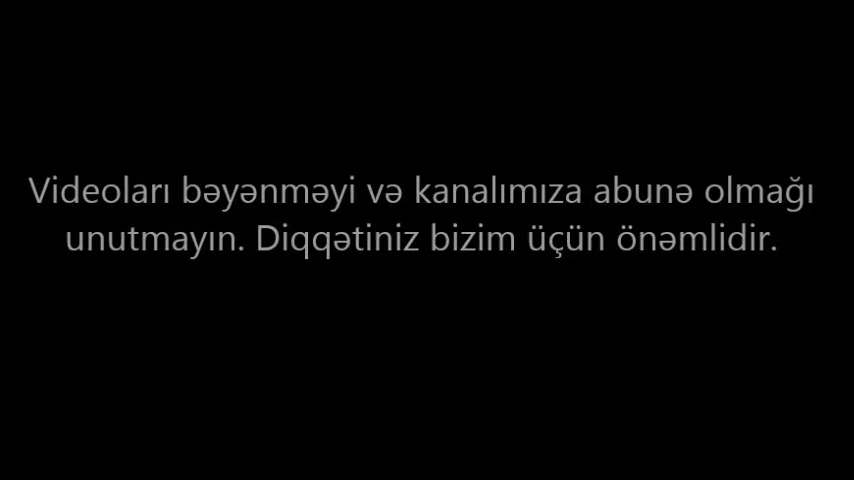 Videoları bəyənməyi və kanalımıza abunə olmağı
unutmayın. Diqqətiniz bizim üçün önəmlidir.